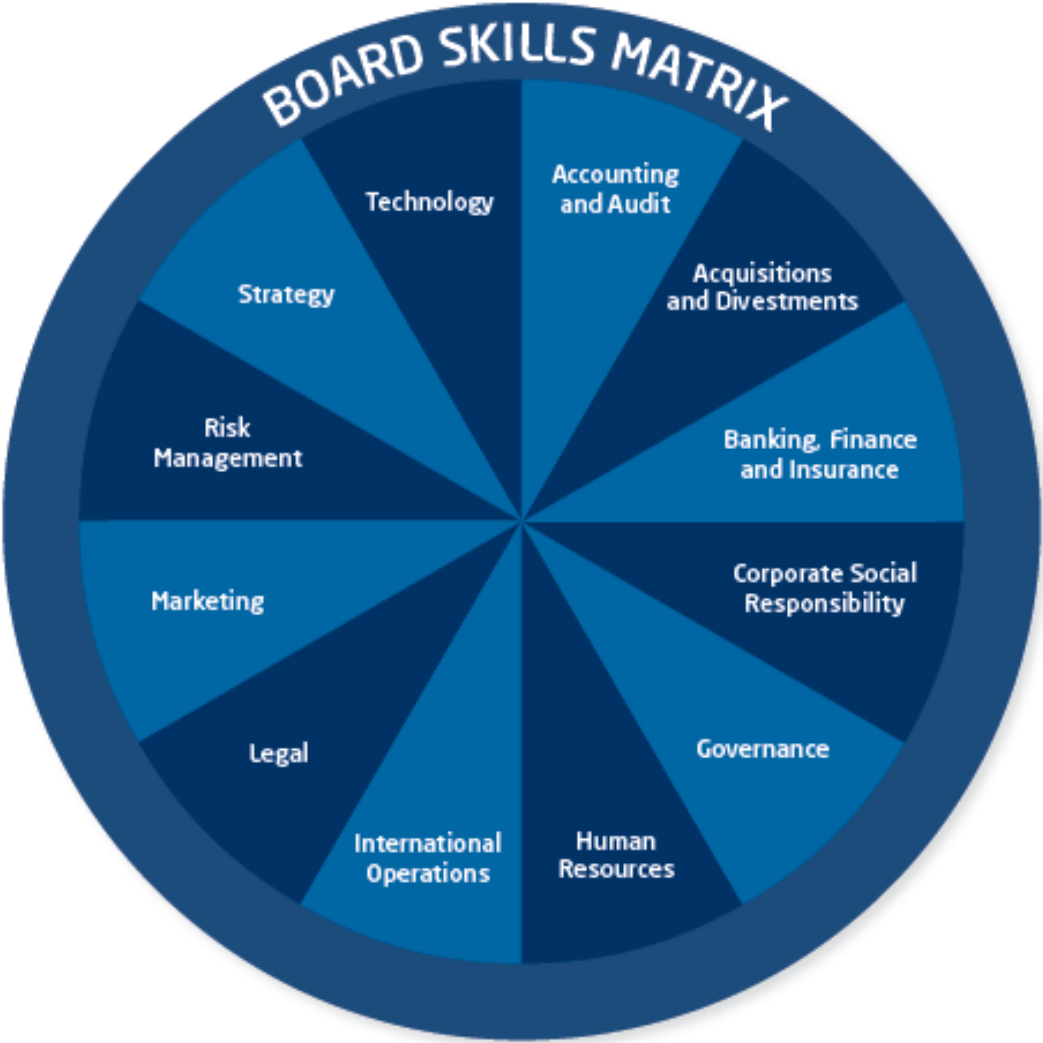 BOARD SKILLS MATRIX
Accounting
and Audit
Acquisitions
and Divestments
Banking, Finance
and Insurance
Corporate Social
Responsibility
Governance
Human
Resources
International
Operations
Legal
Marketing
Risk
Management
Strategy
Technology